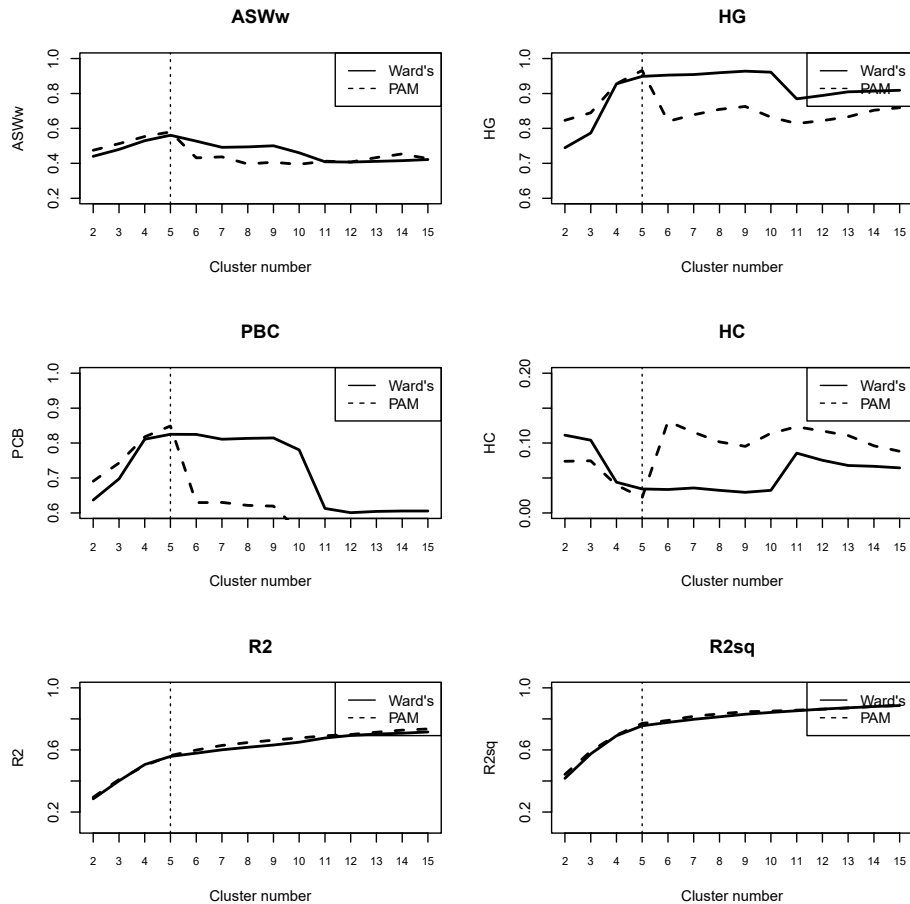 ASWw
ASWw
0.2 0.4 0.6 0.8 1.0
Ward's
PAM
2 3 4 5 6 7 8 9 10 11 12 13 14 15
Cluster number
HG
HG
0.6 0.7 0.8 0.9 1.0
Ward's
PAM
2 3 4 5 6 7 8 9 10 11 12 13 14 15
Cluster number
PBC
PCB
0.6 0.7 0.8 0.9 1.0
Ward's
PAM
2 3 4 5 6 7 8 9 10 11 12 13 14 15
Cluster number
HC
HC
0.00 0.10 0.20
Ward's
PAM
2 3 4 5 6 7 8 9 10 11 12 13 14 15
Cluster number
R2
R2
0.2 0.6 1.0
Ward's
PAM
2 3 4 5 6 7 8 9 10 11 12 13 14 15
Cluster number
R2sq
R2sq
0.2 0.6 1.0
Ward's
PAM
2 3 4 5 6 7 8 9 10 11 12 13 14 15
Cluster number